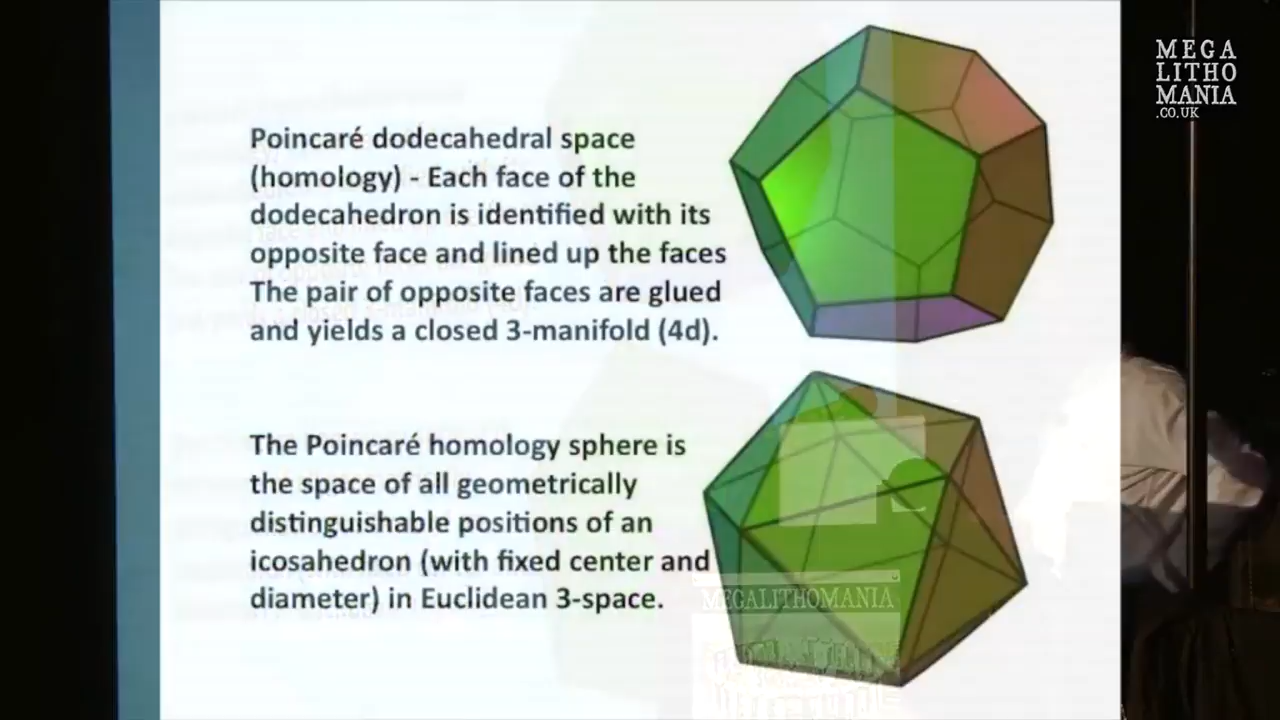 Poincaré dodecahedral space
(homology) - Each face of the
dodecahedron is identified with its
opposite face and lined up the faces
The pair of opposite faces are glued
and yields a closed 3-manifold (4d).
The Poincaré homology sphere is
the space of all geometrically
distinguishable positions of an
icosahedron (with fixed center and
diameter) in Euclidean 3-space.
MEGALITHOMANIA
MEGA
LITHO
MANIA
.CO.UK